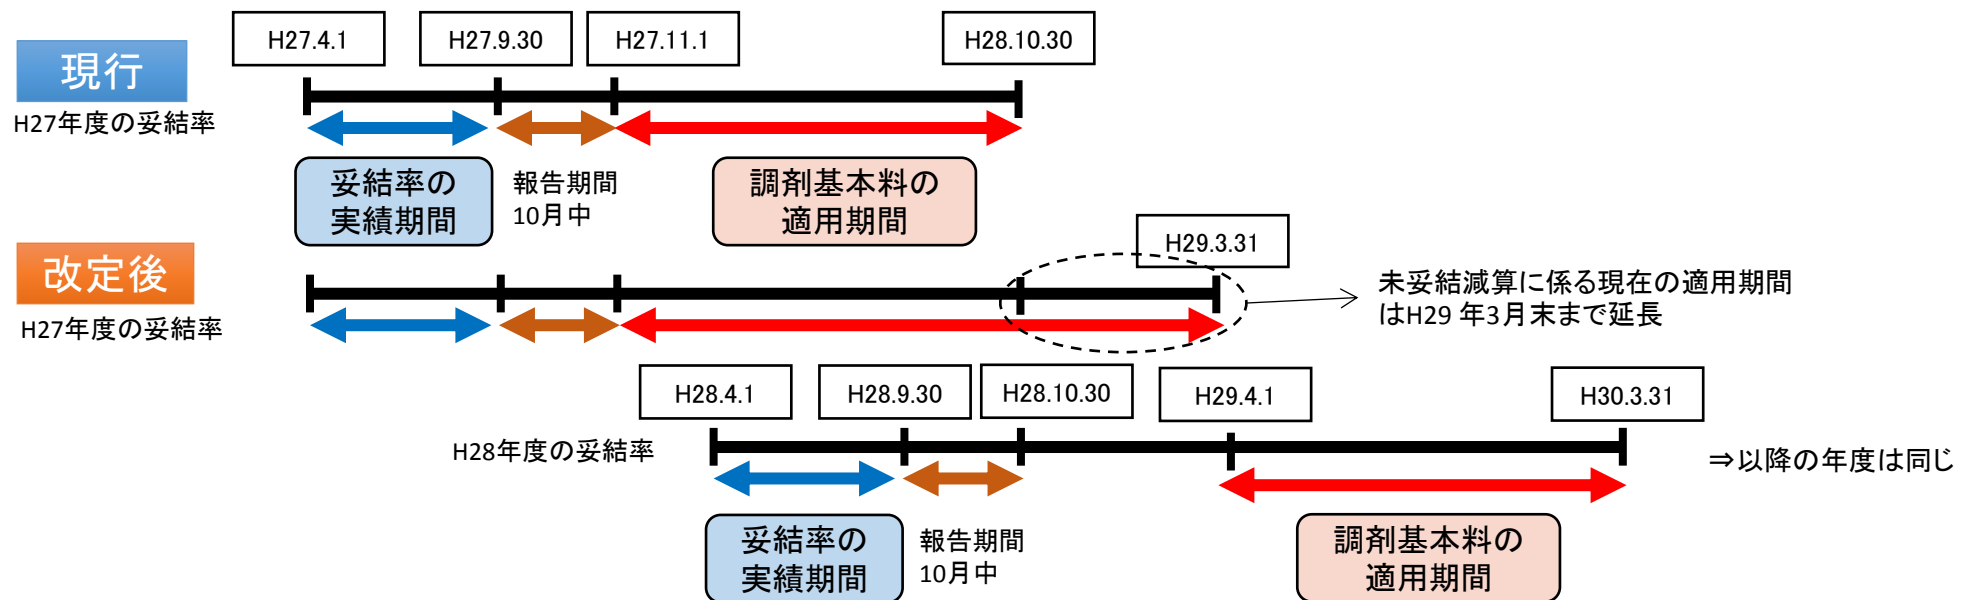 H27.4.1
H27.9.30
H27.11.1
H28.10.30
現行
H27年度の妥結率
妥結率の
実績期間
報告期間
10月中
調剤基本料の
適用期間
H29.3.31
改定後
H27年度の妥結率
未妥結減算に係る現在の適用期間
はH29 年3月末まで延長
H28.4.1
H28.9.30
H28.10.30
H29.4.1
H30.3.31
H28年度の妥結率
⇒以降の年度は同じ
妥結率の
実績期間
報告期間
10月中
調剤基本料の
適用期間